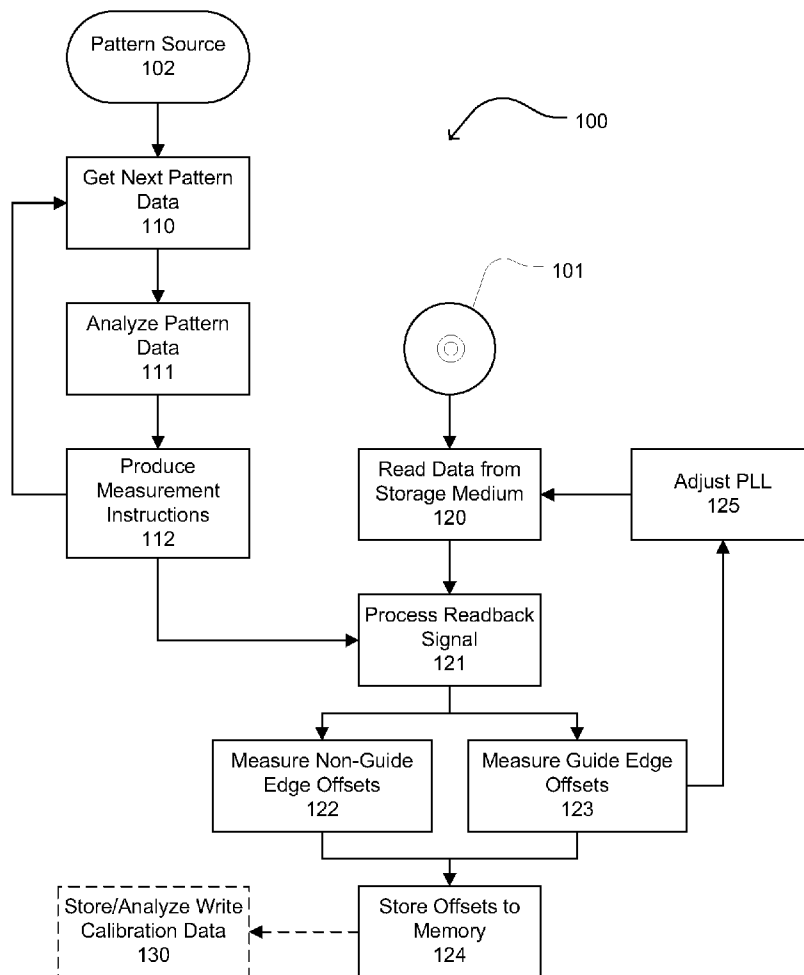 Pattern Source
102
100
Get Next Pattern
Data
110
101
Analyze Pattern
Data
111
Produce
Measurement
Instructions
112
Read Data from
Storage Medium
120
Adjust PLL
125
Process Readback
Signal
121
Measure Non-Guide
Edge Offsets
122
Measure Guide Edge
Offsets
123
Store/Analyze Write
Calibration Data
130
Store Offsets to
Memory
124